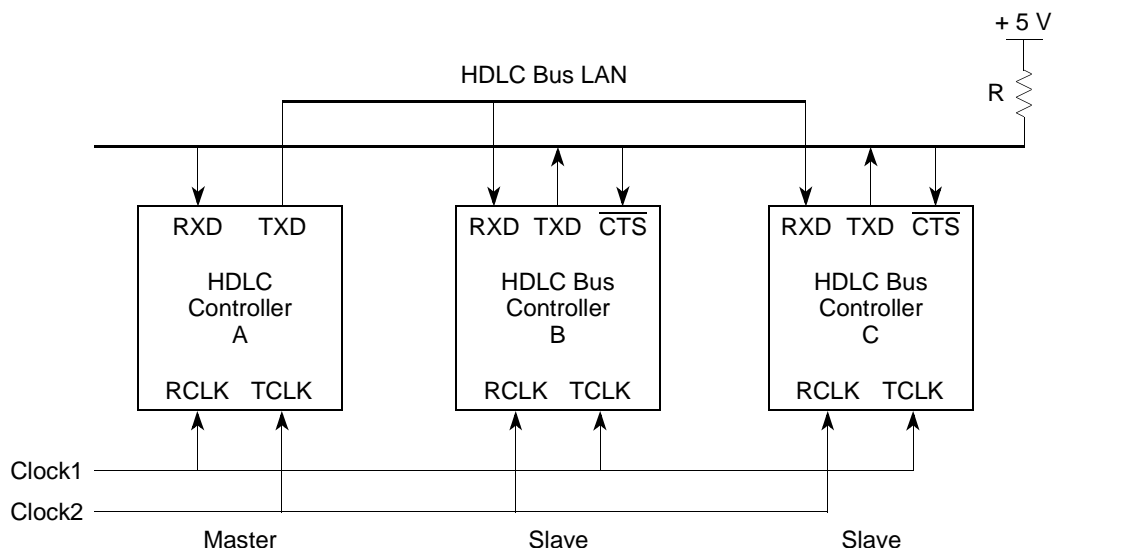 + 5 V
HDLC Bus LAN
R
RXD TXD
RXD TXD CTS
RXD TXD CTS
HDLC
Controller
A
HDLC Bus
Controller
B
HDLC Bus
Controller
C
RCLK TCLK
RCLK TCLK
RCLK TCLK
Clock1
Clock2
Master
Slave
Slave